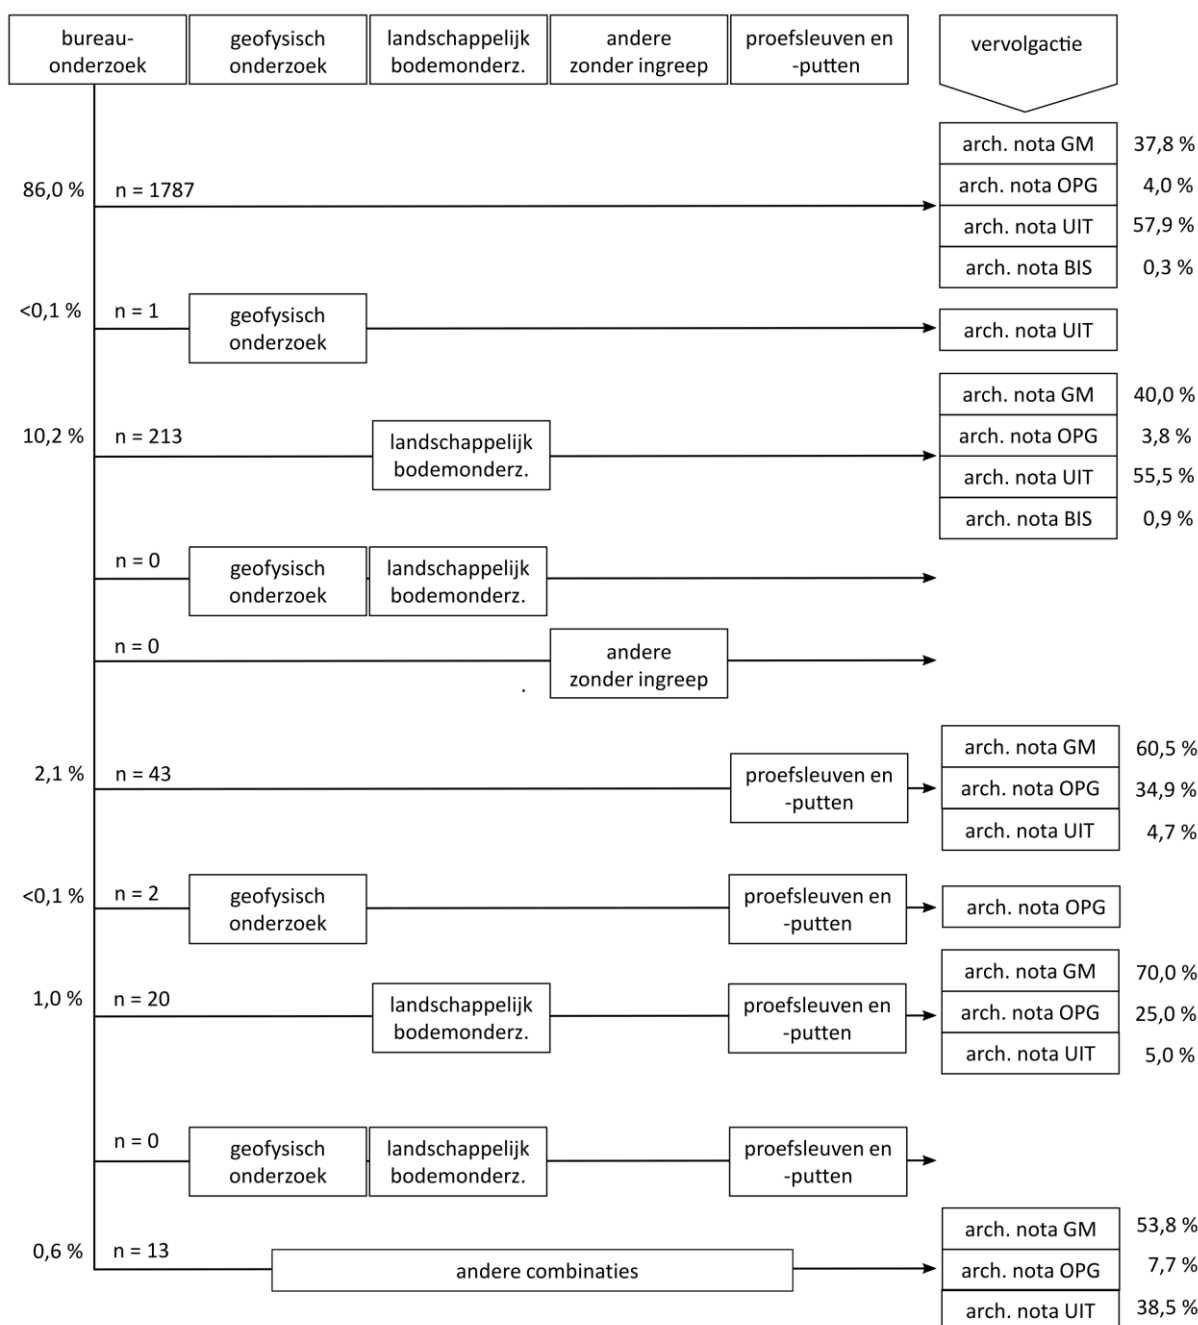 bureau-
onderzoek
geofysisch
onderzoek
landschappelijk
bodemonderz.
andere
zonder ingreep
proefsleuven en
-putten
vervolgactie
86,0 %
n = 1787
arch. nota GM 37,8 %
arch. nota OPG 4,0 %
arch. nota UIT 57,9 %
arch. nota BIS 0,3 %
<0,1 %
n = 1
geofysisch
onderzoek
arch. nota UIT
10,2 %
n = 213
landschappelijk
bodemonderz.
arch. nota GM 40,0 %
arch. nota OPG 3,8 %
arch. nota UIT 55,5 %
arch. nota BIS 0,9 %
n = 0
geofysisch
onderzoek
landschappelijk
bodemonderz.
n = 0
andere
zonder ingreep
2,1 %
n = 43
proefsleuven en
-putten
arch. nota GM 60,5 %
arch. nota OPG 34,9 %
arch. nota UIT 4,7 %
<0,1 %
n = 2
geofysisch
onderzoek
proefsleuven en
-putten
arch. nota OPG
1,0 %
n = 20
landschappelijk
bodemonderz.
proefsleuven en
-putten
arch. nota GM 70,0 %
arch. nota OPG 25,0 %
arch. nota UIT 5,0 %
n = 0
geofysisch
onderzoek
landschappelijk
bodemonderz.
proefsleuven en
-putten
0,6 %
n = 13
andere combinaties
arch. nota GM 53,8 %
arch. nota OPG 7,7 %
arch. nota UIT 38,5 %